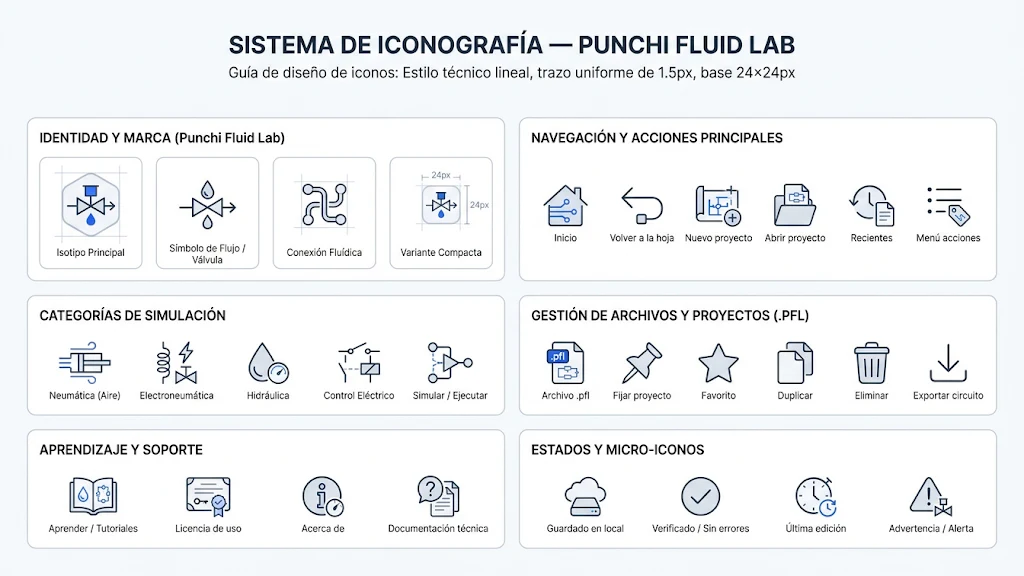 SISTEMA DE ICONOGRAFÍA — PUNCHI FLUID LAB
Guía de diseño de iconos: Estilo técnico lineal, trazo uniforme de 1.5px, base 24×24px
IDENTIDAD Y MARCA (Punchi Fluid Lab)
Isotipo Principal
Símbolo de Flujo /
Válvula
Conexión Fluídica
24px
24px
Variante Compacta
NAVEGACIÓN Y ACCIONES PRINCIPALES
Inicio
Volver a la hoja
Nuevo proyecto
Abrir proyecto
Recientes
Menú acciones
CATEGORÍAS DE SIMULACIÓN
Neumática (Aire)
Electroneumática
Hidráulica
Control Eléctrico
Simular / Ejecutar
GESTIÓN DE ARCHIVOS Y PROYECTOS (.PFL)
.pfl
Archivo .pfl
Fijar proyecto
Favorito
Duplicar
Eliminar
Exportar circuito
APRENDIZAJE Y SOPORTE
Aprender / Tutoriales
Licencia de uso
Acerca de
Documentación técnica
ESTADOS Y MICRO-ICONOS
Guardado en local
Verificado / Sin errores
Última edición
Advertencia / Alerta